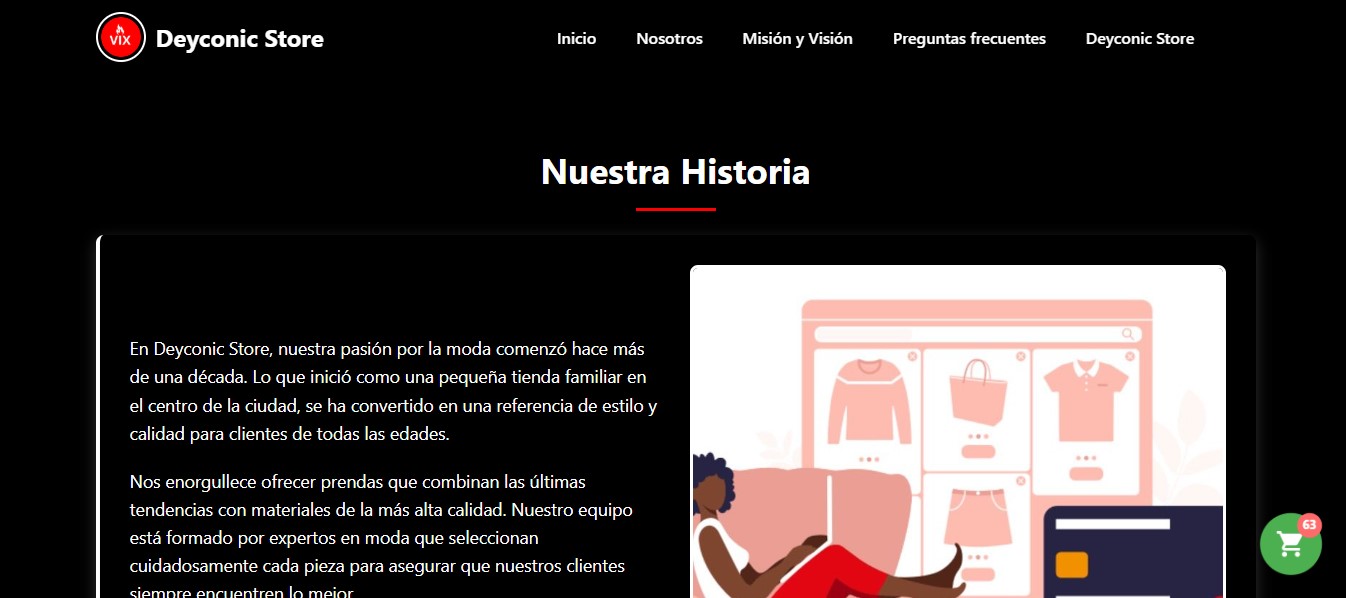 VIX
Deyconic Store
Inicio
Nosotros
Misión y Visión
Preguntas frecuentes
Deyconic Store
Nuestra Historia
En Deyconic Store, nuestra pasión por la moda comenzó hace más
de una década. Lo que inició como una pequeña tienda familiar en
el centro de la ciudad, se ha convertido en una referencia de estilo y
calidad para clientes de todas las edades.
Nos enorgullece ofrecer prendas que combinan las últimas
tendencias con materiales de la más alta calidad. Nuestro equipo
está formado por expertos en moda que seleccionan
cuidadosamente cada pieza para asegurar que nuestros clientes
siempre encuentren lo mejor.
63